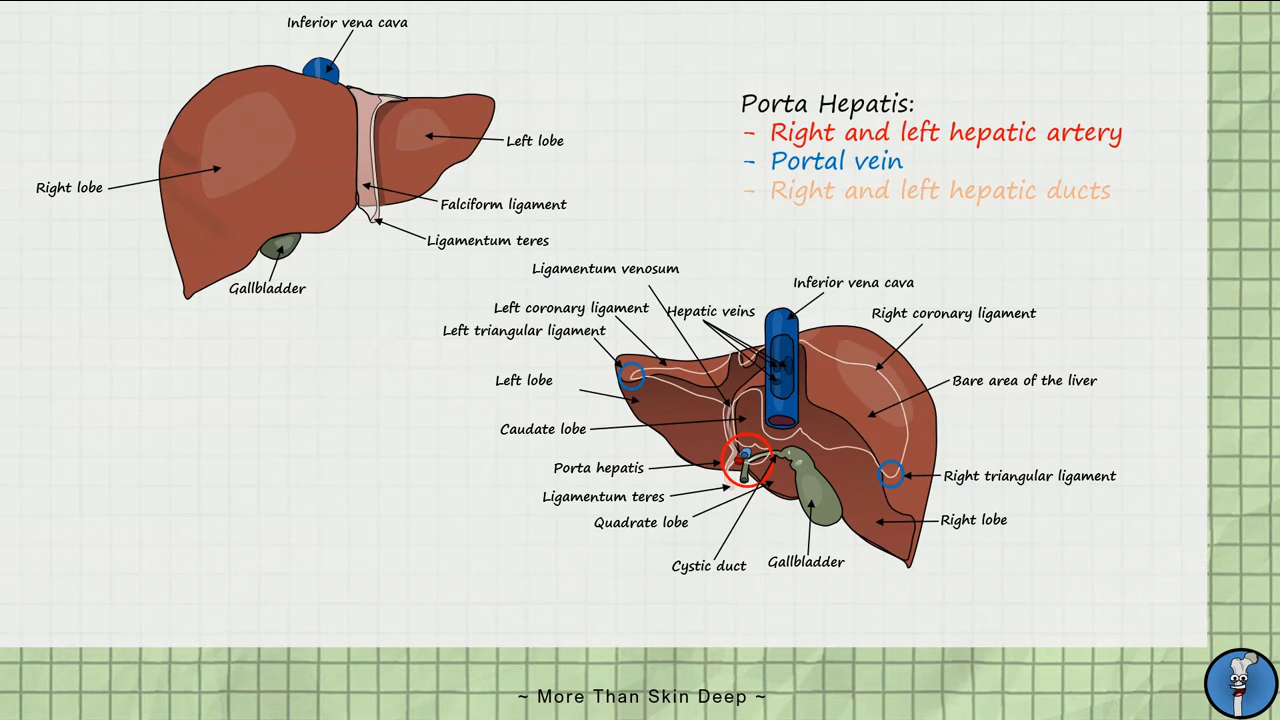 Inferior vena cava
Left lobe
Right lobe
Falciform ligament
Ligamentum teres
Gallbladder
Porta Hepatis:
- Right and left hepatic artery
- Portal vein
- Right and left hepatic ducts
Ligamentum venosum
Inferior vena cava
Left coronary ligament
Hepatic veins
Right coronary ligament
Left triangular ligament
Left lobe
Bare area of the liver
Caudate lobe
Porta hepatis
Right triangular ligament
Ligamentum teres
Quadrate lobe
Right lobe
Cystic duct
Gallbladder
~ More Than Skin Deep ~